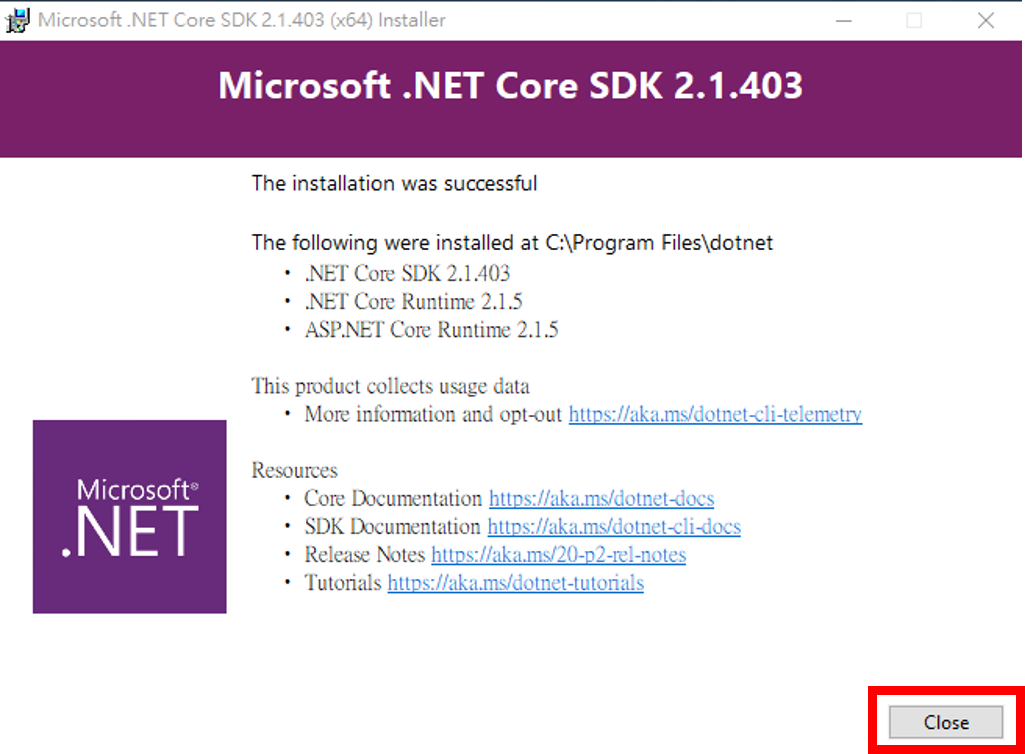 Microsoft .NET Core SDK 2.1.403 (x64) Installer
Microsoft .NET Core SDK 2.1.403
The installation was successful
The following were installed at C:\Program Files\dotnet
• .NET Core SDK 2.1.403
• .NET Core Runtime 2.1.5
• ASP.NET Core Runtime 2.1.5
This product collects usage data
• More information and opt-out https://aka.ms/dotnet-cli-telemetry
Resources
• Core Documentation https://aka.ms/dotnet-docs
• SDK Documentation https://aka.ms/dotnet-cli-docs
• Release Notes https://aka.ms/20-p2-rel-notes
• Tutorials https://aka.ms/dotnet-tutorials
Microsoft®
.NET
Close